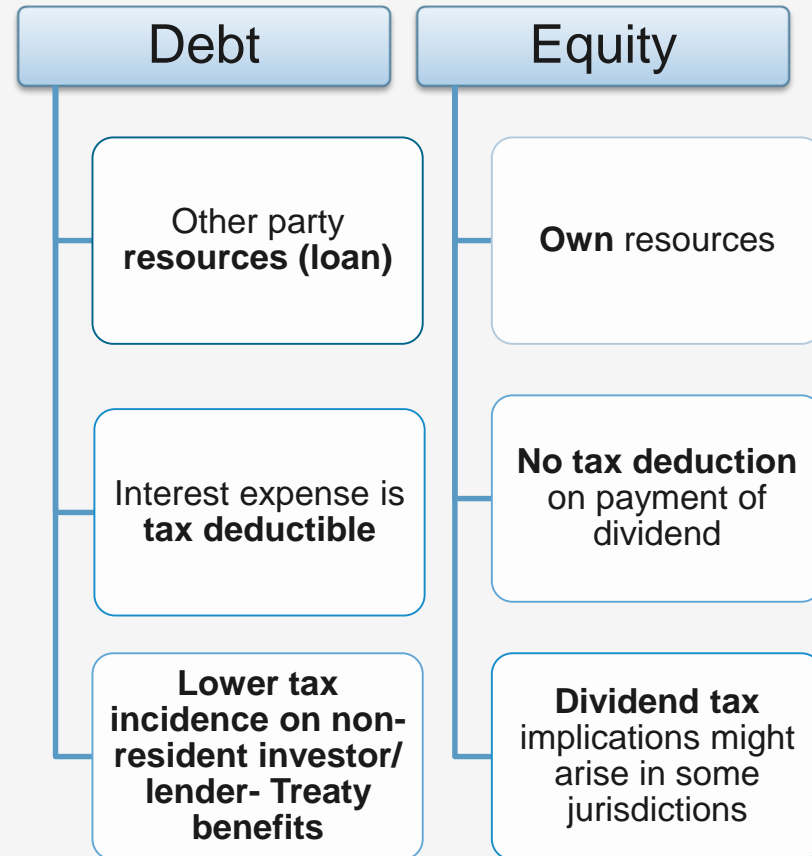 Debt
Other party
resources (loan)
Interest expense is
tax deductible
Lower tax
incidence on non-
resident investor/
lender- Treaty
benefits
Equity
Own resources
No tax deduction
on payment of
dividend
Dividend tax
implications might
arise in some
jurisdictions